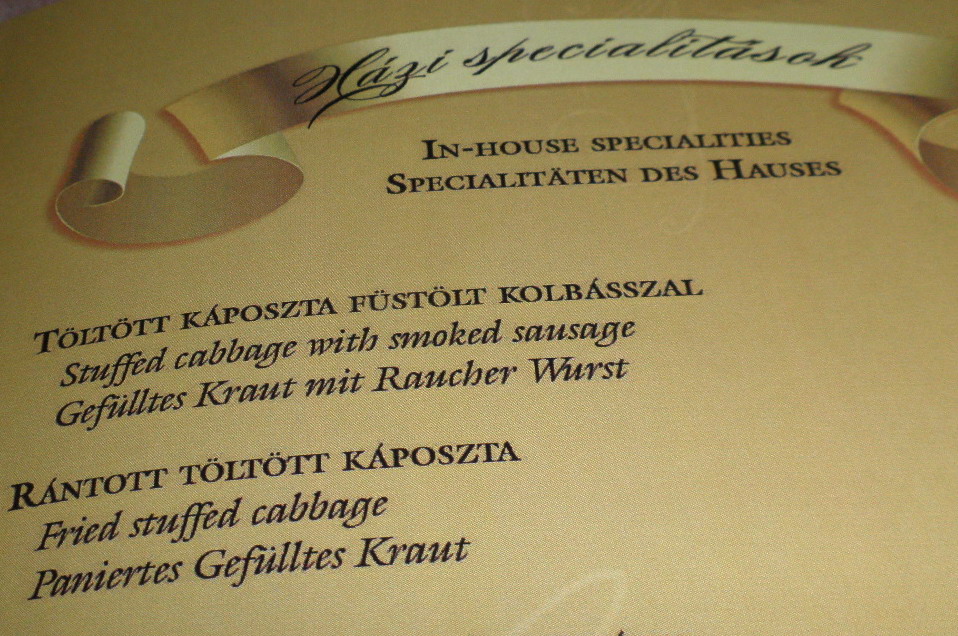 Házi specialitások
In-house specialities
Specialitäten des Hauses
Töltött káposzta füstölt kolbásszal
Stuffed cabbage with smoked sausage
Gefülltes Kraut mit Raucher Wurst
Rántott töltött káposzta
Fried stuffed cabbage
Paniertes Gefülltes Kraut